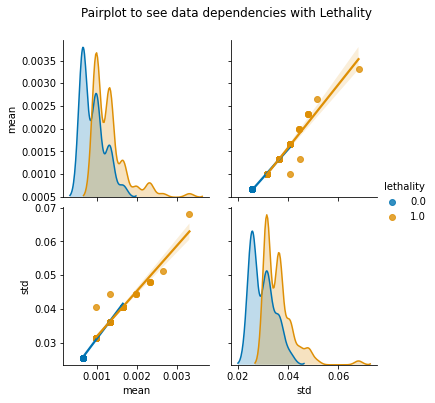 Pairplot to see data dependencies with Lethality
0.0035
0.0030
0.0025
0.0020
0.0015
0.0010
0.0005
mean
lethality
0.0
1.0
0.07
0.06
0.05
0.04
0.03
std
0.001 0.002 0.003
mean
0.02 0.04 0.06
std